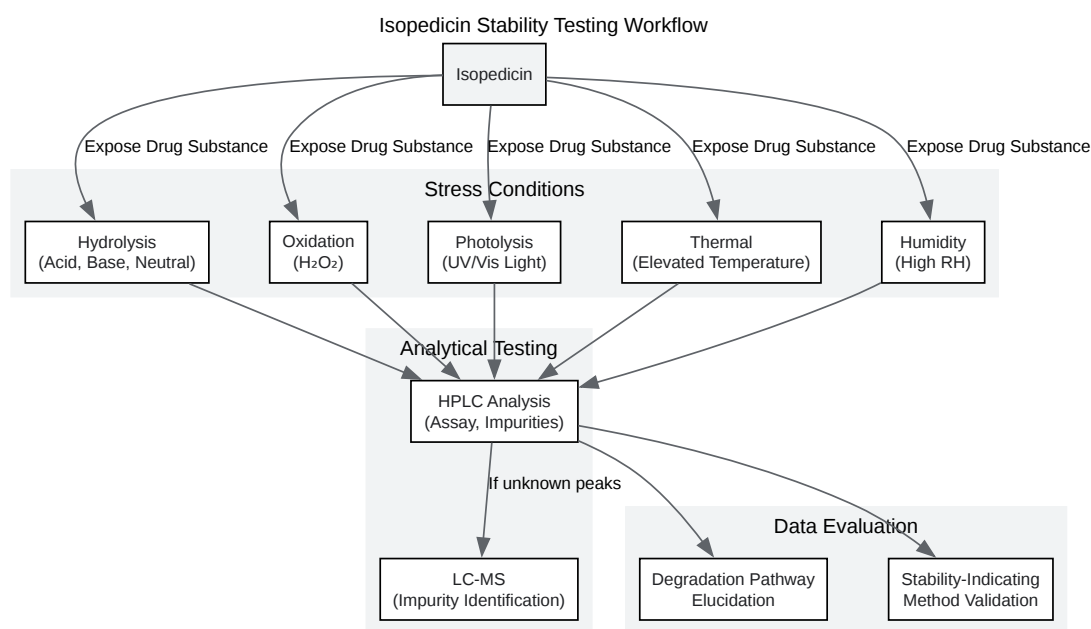 Isopedicin Stability Testing Workflow
Isopedicin
Expose Drug Substance
Expose Drug Substance
Expose Drug Substance
Expose Drug Substance
Expose Drug Substance
Stress Conditions
Hydrolysis
(Acid, Base, Neutral)
Oxidation
(H₂O₂)
Photolysis
(UV/Vis Light)
Thermal
(Elevated Temperature)
Humidity
(High RH)
Analytical Testing
HPLC Analysis
(Assay, Impurities)
If unknown peaks
LC-MS
(Impurity Identification)
Data Evaluation
Degradation Pathway
Elucidation
Stability-Indicating
Method Validation